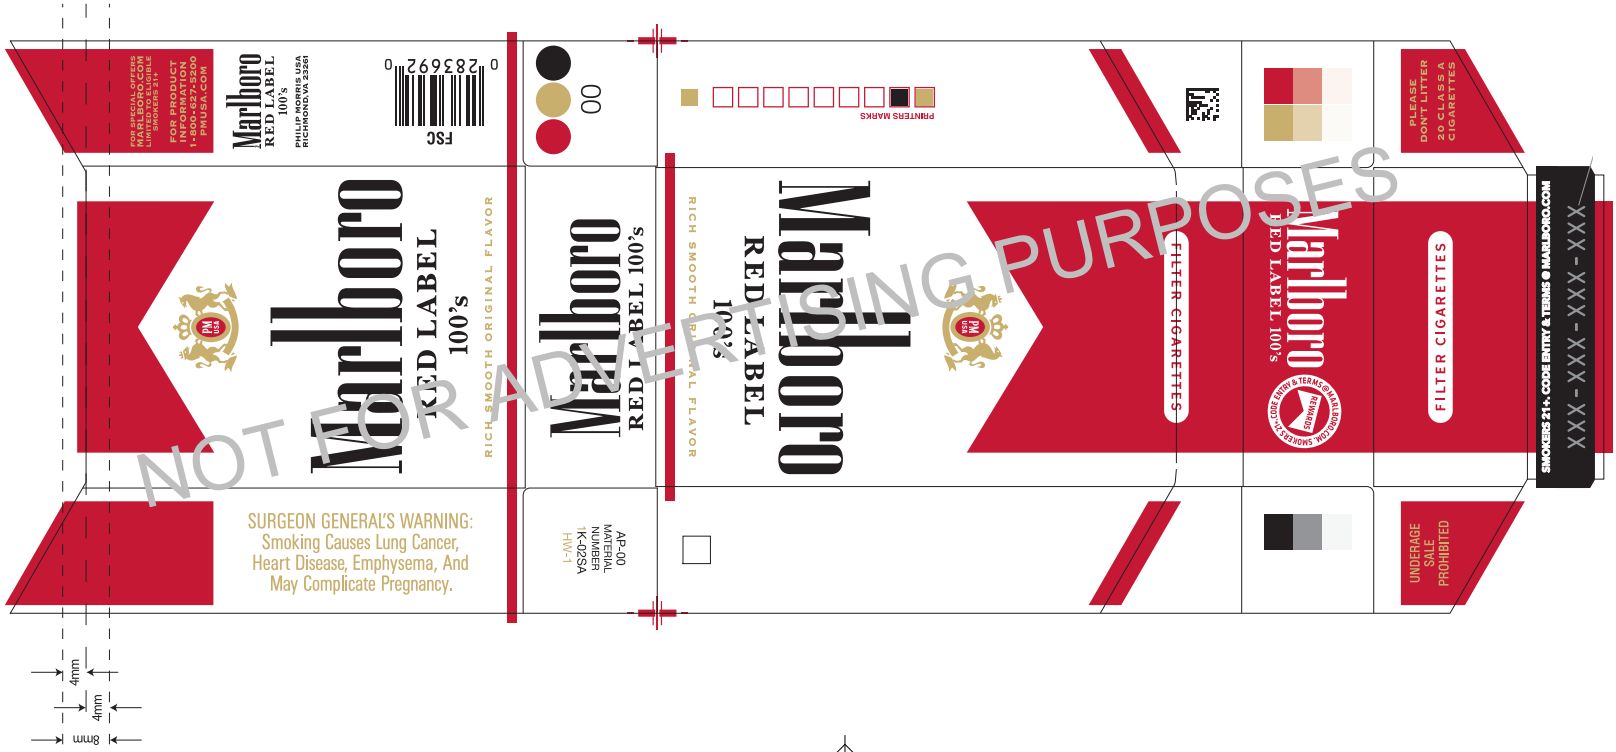 FOR SPECIAL OFFERS
MARLBORO.COM
LIMITED TO ELIGIBLE
SMOKERS 21+
FOR PRODUCT
INFORMATION
1-800-627-5200
PMUSA.COM
Marlboro
RED LABEL
100's
PHILIP MORRIS USA
RICHMOND, VA 23261
0 283692 0
FSC
00
PRINTERS MARKS
PLEASE
DON'T LITTER
20 CLASS A
CIGARETTES
PM
USA
Marlboro
RED LABEL
100's
RICH SMOOTH ORIGINAL FLAVOR
Marlboro
RED LABEL 100's
RICH SMOOTH ORIGINAL FLAVOR
Marlboro
RED LABEL
100's
PM
USA
FILTER CIGARETTES
Marlboro
RED LABEL 100's
SMOKERS 21+. CODE ENTRY & TERMS@MARLBORO.COM.
REWARDS
FILTER CIGARETTES
SMOKERS 21+. CODE ENTRY & TERMS @ MARLBORO.COM
XXX-XXX-XXX-XX-X
NOT FOR ADVERTISING PURPOSES
SURGEON GENERAL'S WARNING:
Smoking Causes Lung Cancer,
Heart Disease, Emphysema, And
May Complicate Pregnancy.
AP-00
MATERIAL
NUMBER
1K-02SA
HW-1
UNDERAGE
SALE
PROHIBITED
4mm
4mm
8mm